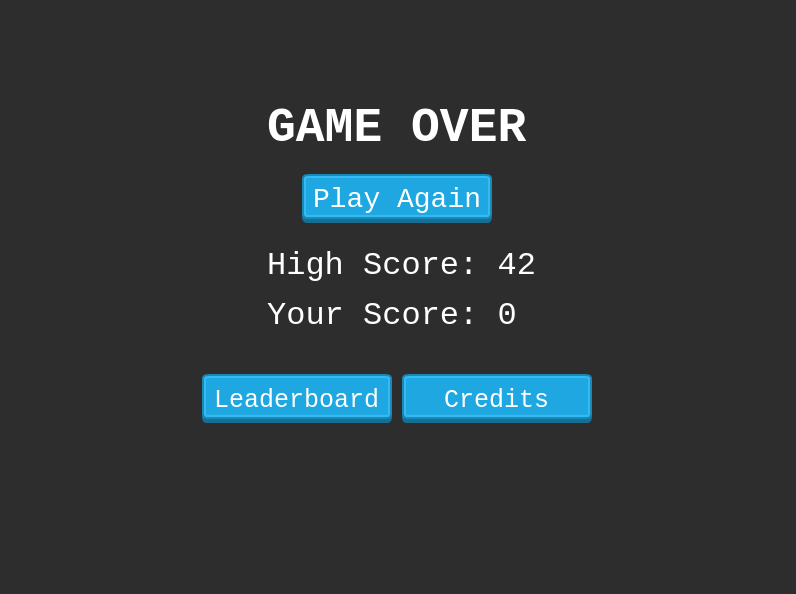 GAME OVER
Play Again
High Score: 42
Your Score: 0
Leaderboard
Credits